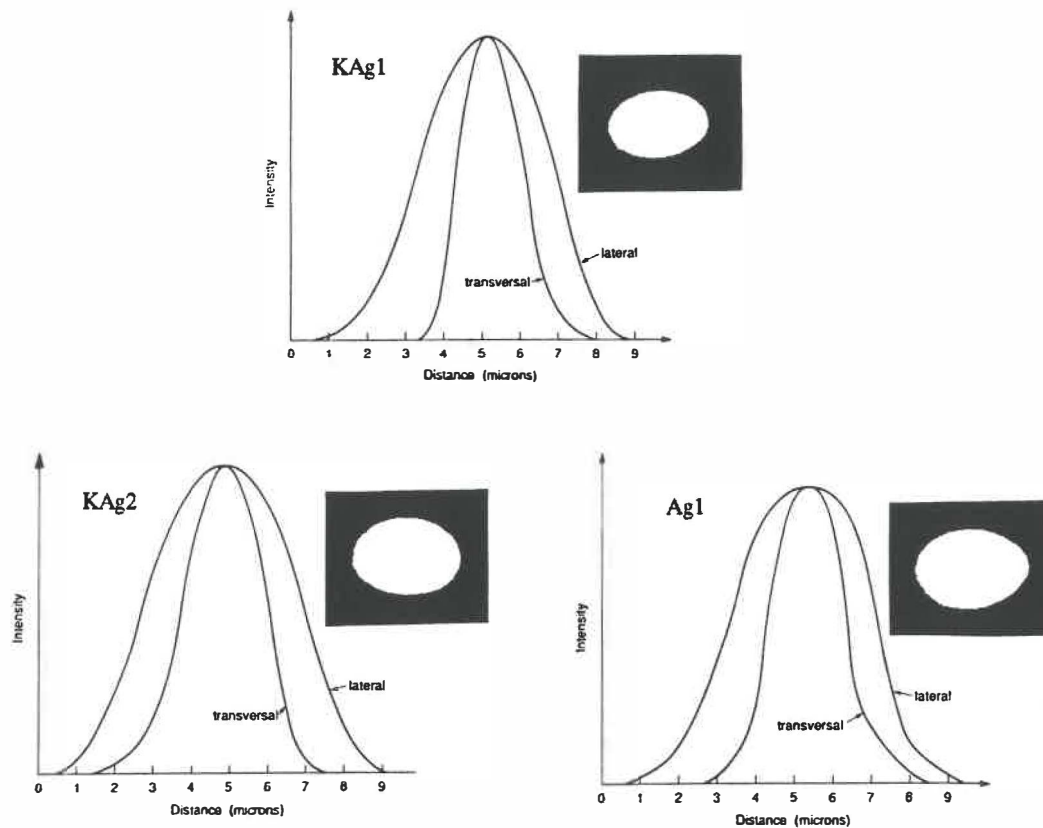 KAg1
Intensity
lateral
transversal
0 1 2 3 4 5 6 7 8 9
Distance (microns)
KAg2
Intensity
lateral
transversal
0 1 2 3 4 5 6 7 8 9
Distance (microns)
Ag1
Intensity
lateral
transversal
0 1 2 3 4 5 6 7 8 9
Distance (microns)